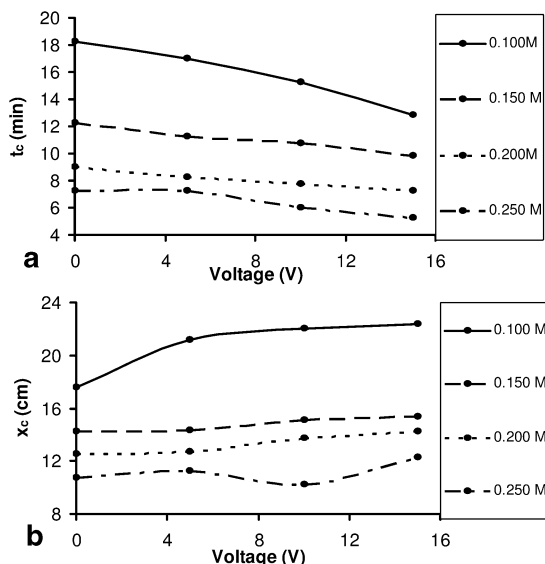 20
18
16
14
12
10
8
6
4
tc (min)
0 4 8 12 16
Voltage (V)
a
0.100M
0.150 M
0.200M
0.250 M
24
20
16
12
8
xc (cm)
0 4 8 12 16
Voltage (V)
b
0.100 M
0.150 M
0.200 M
0.250 M